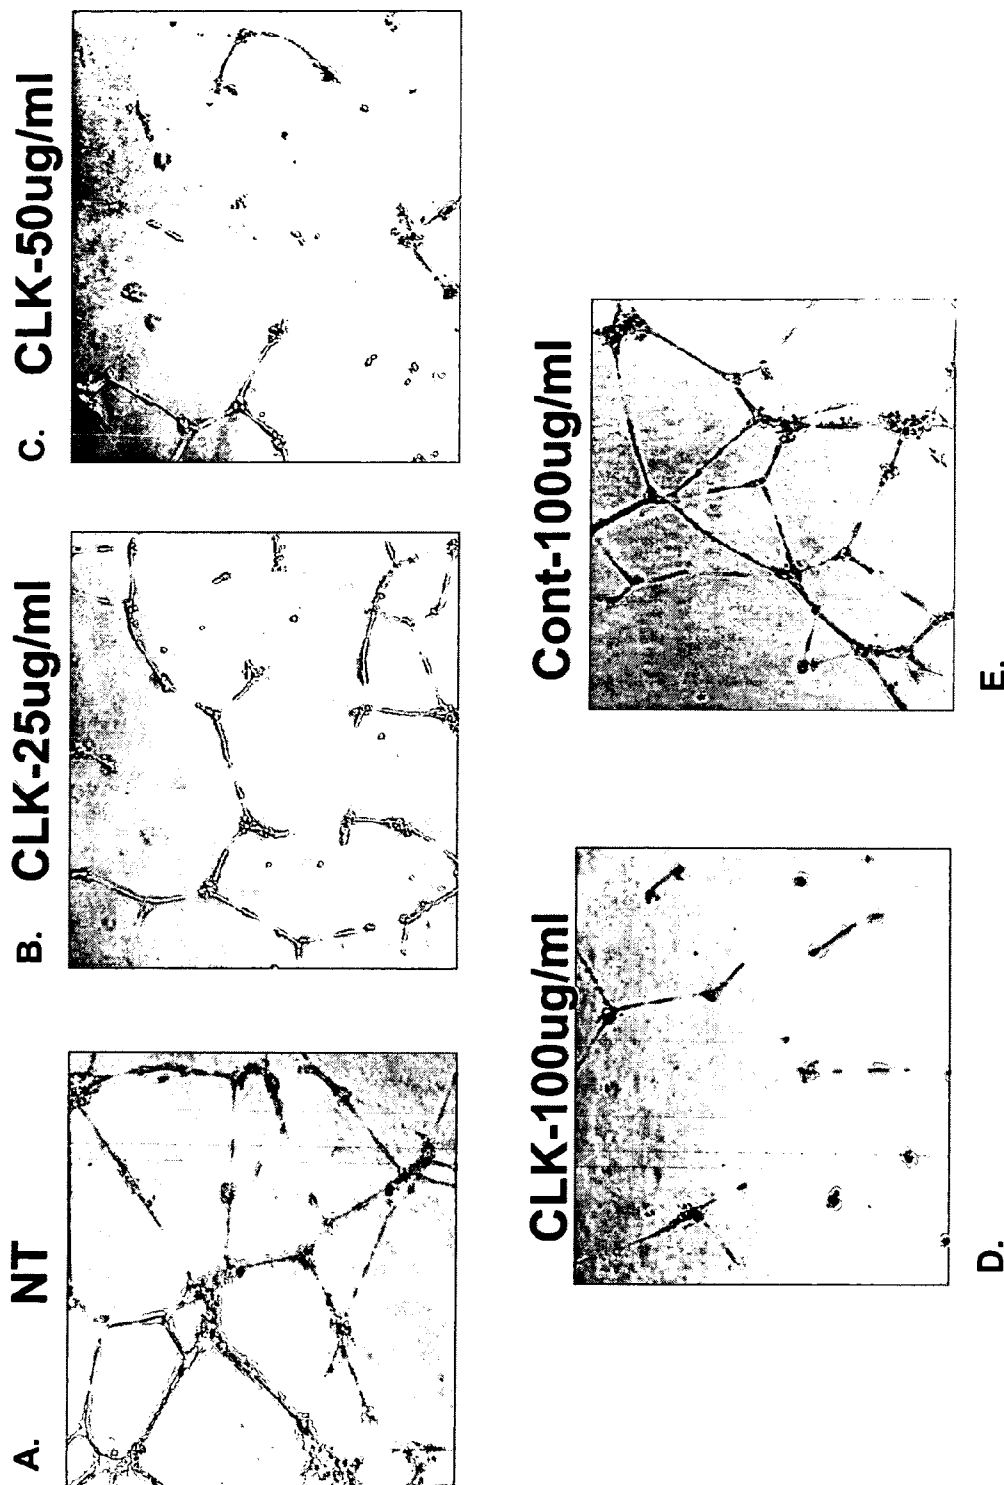 A. NT
B. CLK-25ug/ml
C. CLK-50ug/ml
CLK-100ug/ml
D.
Cont-100ug/ml
E.